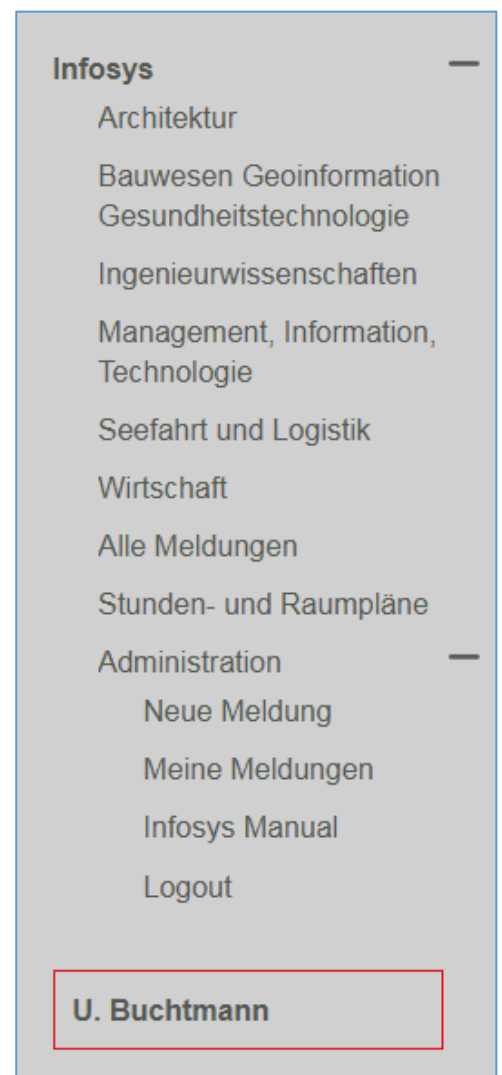 Infosys
Architektur
Bauwesen Geoinformation
Gesundheitstechnologie
Ingenieurwissenschaften
Management, Information,
Technologie
Seefahrt und Logistik
Wirtschaft
Alle Meldungen
Stunden- und Raumpläne
Administration
Neue Meldung
Meine Meldungen
Infosys Manual
Logout
U. Buchtmann